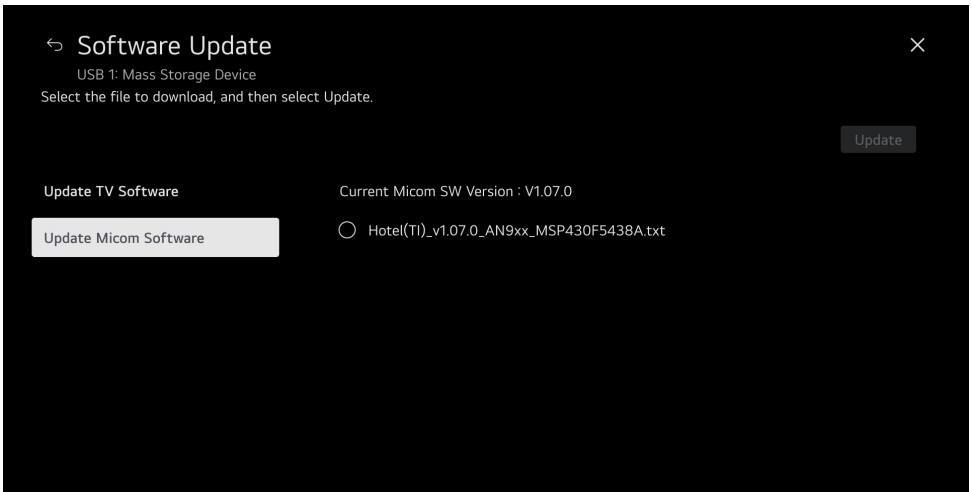 Software Update
USB 1: Mass Storage Device
Select the file to download, and then select Update.
Update
Update TV Software
Current Micom SW Version : V1.07.0
Update Micom Software
Hotel(TI)_v1.07.0_AN9xx_MSP430F5438A.txt